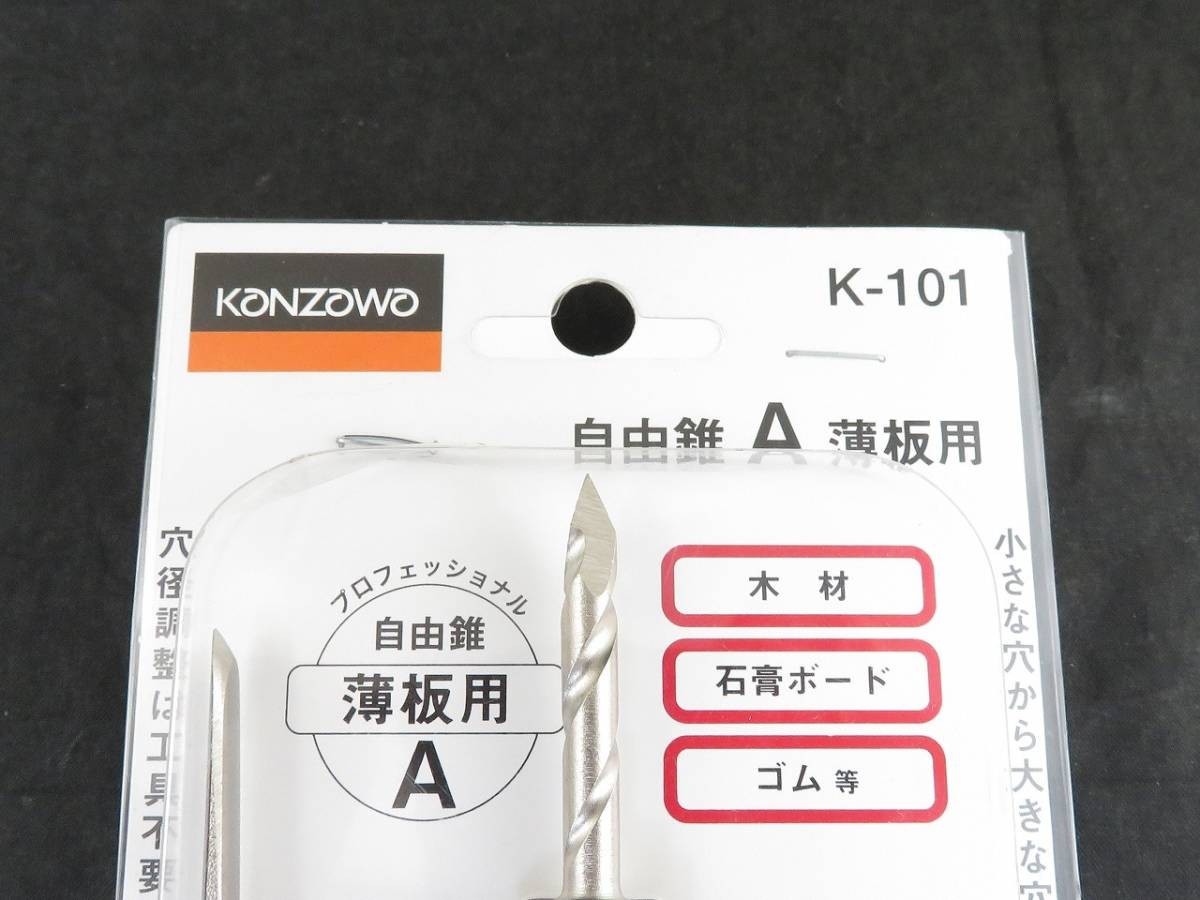 KANZAWA
K-101
自由錐 A 薄板用
穴径調整は工具不要
プロフェッショナル
自由錐
薄板用
A
木材
石膏ボード
ゴム等
小さな穴から大きな穴